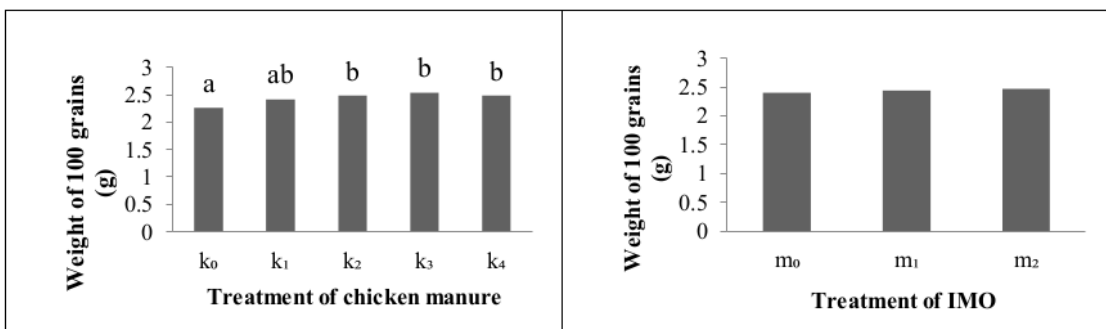 Weight of 100 grains
(g)
3
2.5
2
1.5
1
0.5
0
a
ab
b
b
b
k₀
k₁
k₂
k₃
k₄
Treatment of chicken manure
Weight of 100 grains
(g)
3
2.5
2
1.5
1
0.5
0
m₀
m₁
m₂
Treatment of IMO